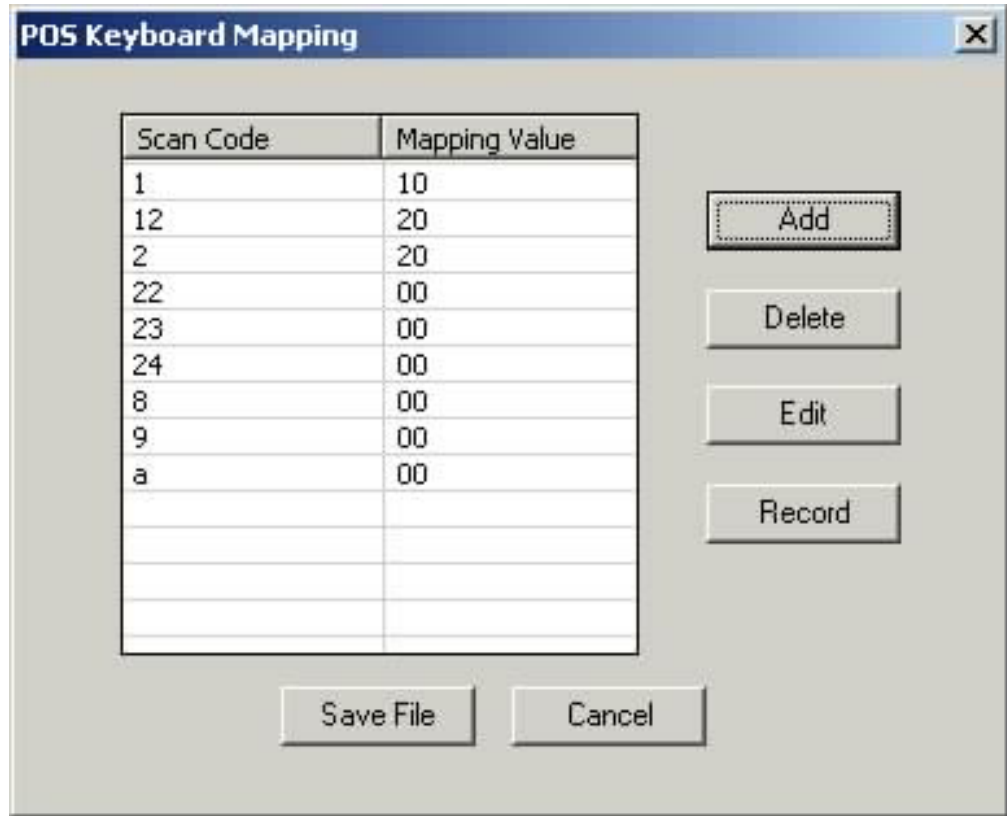 POS Keyboard Mapping
Scan Code Mapping Value
1 10
12 20
2 20
22 00
23 00
24 00
8 00
9 00
a 00
Add
Delete
Edit
Record
Save File Cancel